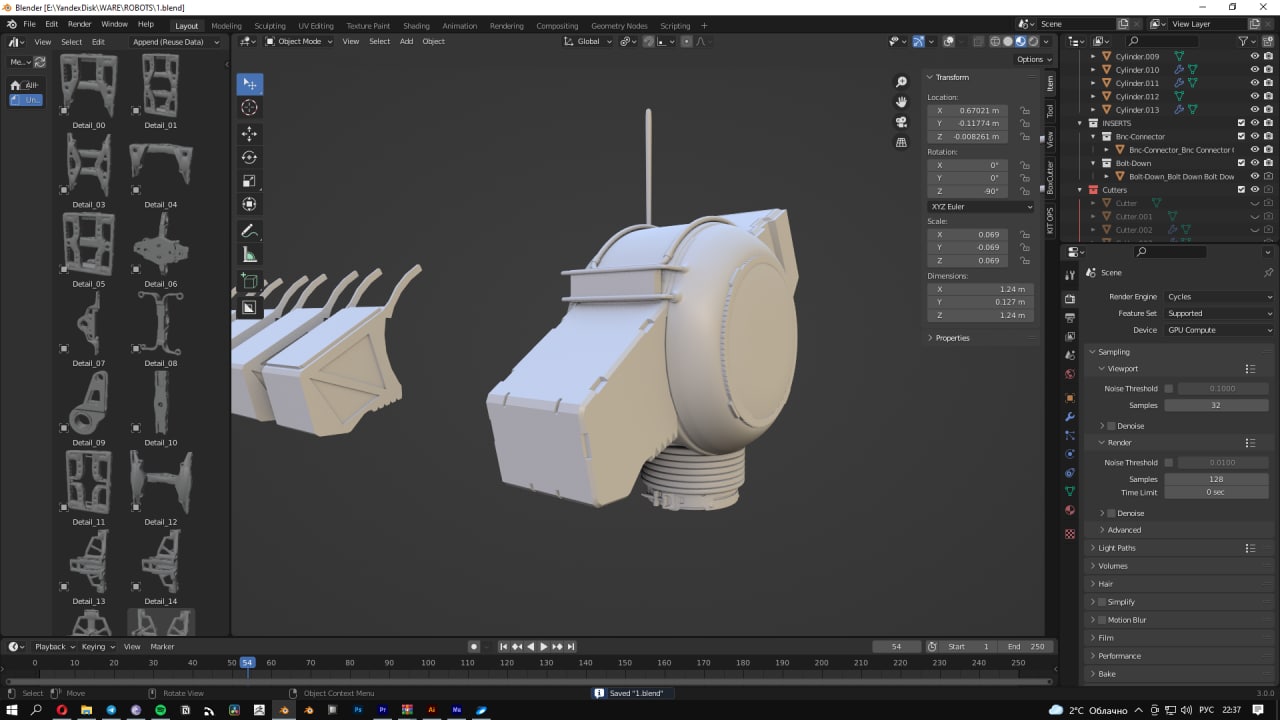 Blender [E:\YandexDisk\WARE\ROBOTS\1.blend]
File Edit Render Window Help Layout Modeling Sculpting UV Editing Texture Paint Shading Animation Rendering Compositing Geometry Nodes Scripting + Scene View Layer
View Select Edit Append (Reuse Data) Object Mode View Select Add Object Global
Options
Me... All
Un...
Detail_00 Detail_01
Detail_03 Detail_04
Detail_05 Detail_06
Detail_07 Detail_08
Detail_09 Detail_10
Detail_11 Detail_12
Detail_13 Detail_14
Transform
Location:
X 0.67021 m
Y -0.11774 m
Z -0.008261 m
Rotation:
X 0°
Y 0°
Z -90°
XYZ Euler
Scale:
X 0.069
Y -0.069
Z 0.069
Dimensions:
X 1.24 m
Y 0.127 m
Z 1.24 m
Properties
Item
Tool
View
BoxCutter
KIT OPS
Cylinder.009
Cylinder.010
Cylinder.011
Cylinder.012
Cylinder.013
INSERTS
Bnc-Connector
Bnc-Connector_Bnc Connector (
Bolt-Down
Bolt-Down_Bolt Down Bolt Dow
Cutters
Cutter
Cutter.001
Cutter.002
Scene
Render Engine Cycles
Feature Set Supported
Device GPU Compute
Sampling
Viewport
Noise Threshold 0.1000
Samples 32
Denoise
Render
Noise Threshold 0.0100
Samples 128
Time Limit 0 sec
Denoise
Advanced
Light Paths
Volumes
Hair
Simplify
Motion Blur
Film
Performance
Bake
Playback Keying View Marker 54 Start 1 End 250
0 10 20 30 40 50 54 60 70 80 90 100 110 120 130 140 150 160 170 180 190 200 210 220 230 240 250
Select Move Rotate View Object Context Menu Saved "1.blend" 3.0.0
Ps Pr Ai Ma 2°C Облачно РУС 22:37